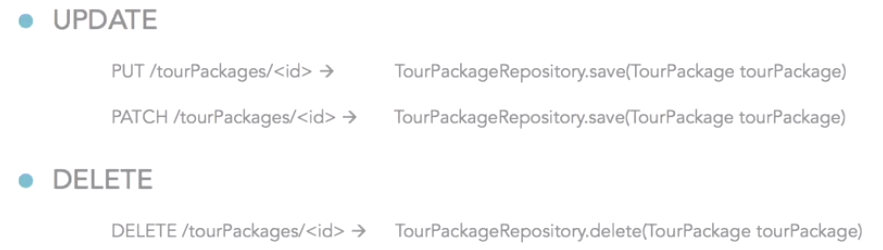 UPDATE
PUT /tourPackages/<id> → TourPackageRepository.save(TourPackage tourPackage)
PATCH /tourPackages/<id> → TourPackageRepository.save(TourPackage tourPackage)
DELETE
DELETE /tourPackages/<id> → TourPackageRepository.delete(TourPackage tourPackage)